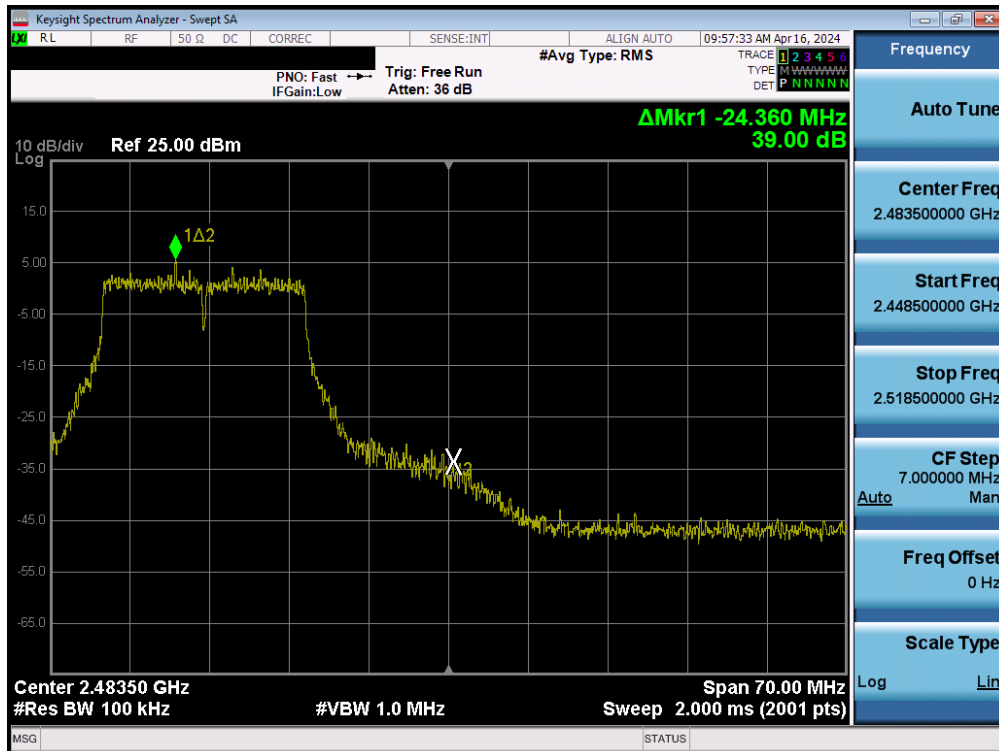 Keysight Spectrum Analyzer - Swept SA
LXI RL RF 50 Ω DC CORREC SENSE:INT ALIGN AUTO 09:57:33 AM Apr 16, 2024
PNO: Fast
IFGain:Low
Trig: Free Run
Atten: 36 dB
#Avg Type: RMS
TRACE 1 2 3 4 5 6
TYPE M WWWWW
DET P N N N N N
ΔMkr1 -24.360 MHz
39.00 dB
10 dB/div Ref 25.00 dBm
Log
15.0
5.00
-5.00
-15.0
-25.0
-35.0
-45.0
-55.0
-65.0
1Δ2
Center 2.48350 GHz Span 70.00 MHz
#Res BW 100 kHz #VBW 1.0 MHz Sweep 2.000 ms (2001 pts)
MSG STATUS
Frequency
Auto Tune
Center Freq
2.483500000 GHz
Start Freq
2.448500000 GHz
Stop Freq
2.518500000 GHz
CF Step
7.000000 MHz
Auto Man
Freq Offset
0 Hz
Scale Type
Log Lin